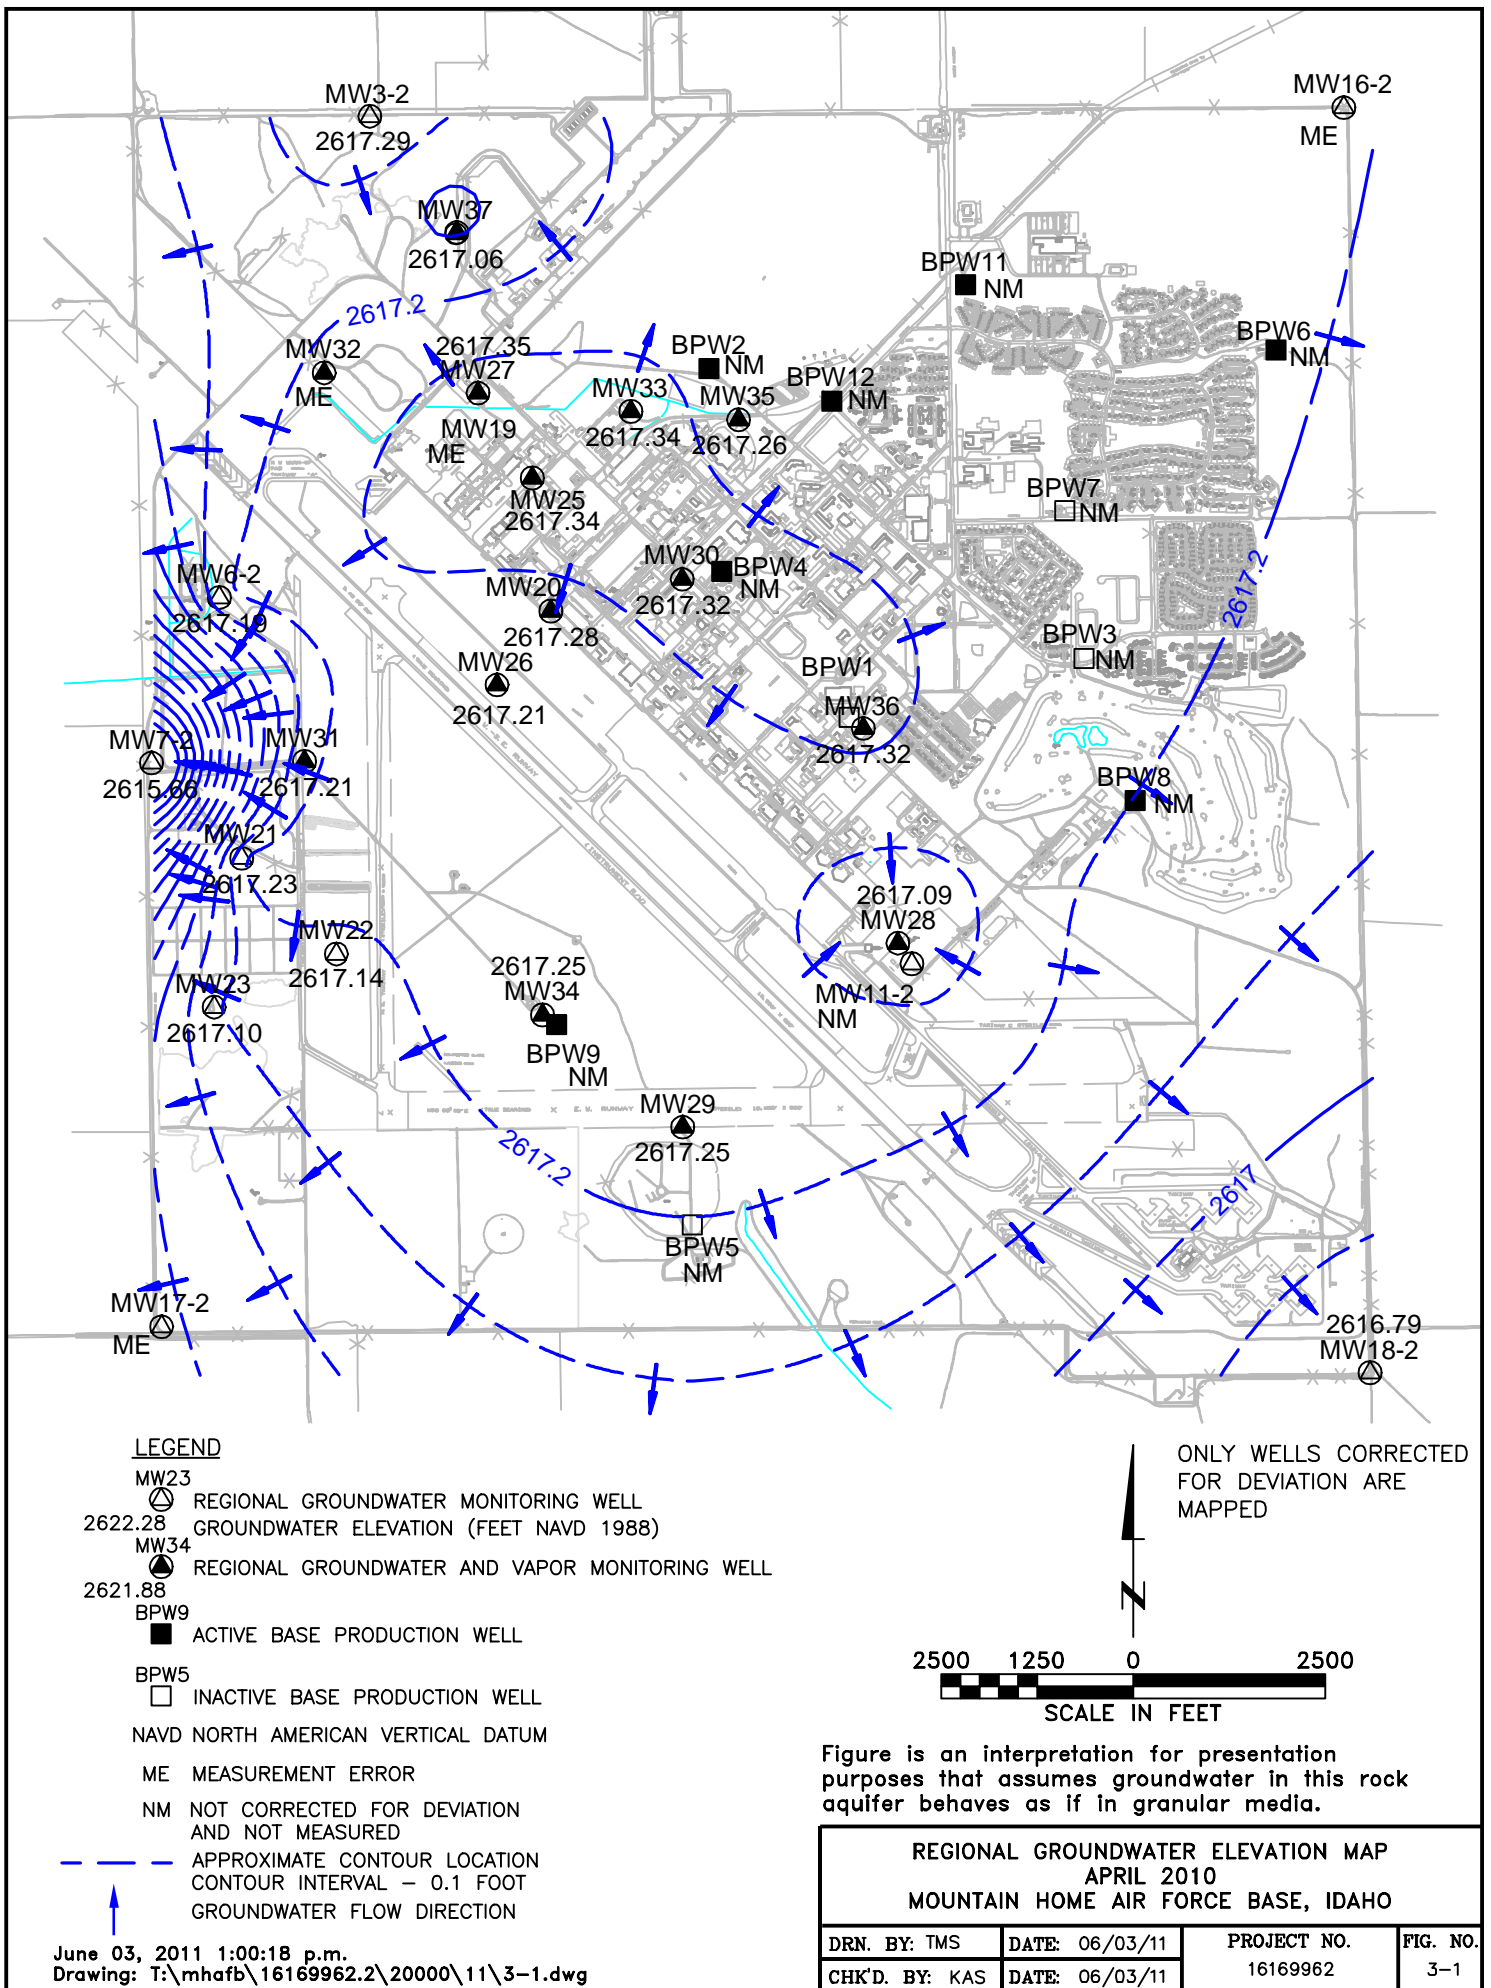 MW3-2
2617.29
MW16-2
ME
MW37
2617.06
BPW11
NM
2617.2
2617.35
MW27
MW32
ME
BPW2
NM
BPW6
NM
BPW12
NM
MW33
2617.34
MW35
2617.26
MW19
ME
MW25
2617.34
BPW7
NM
MW30
2617.32
BPW4
NM
MW20
2617.28
MW6-2
2617.19
2617.2
BPW3
NM
MW26
2617.21
BPW1
MW36
2617.32
MW7-2
2615.66
MW31
2617.21
BPW8
NM
MW21
2617.23
2617.09
MW28
MW22
2617.14
2617.25
MW34
BPW9
NM
MW11-2
NM
MW23
2617.10
MW29
2617.25
2617.2
2617
BPW5
NM
MW17-2
ME
2616.79
MW18-2
LEGEND
MW23
REGIONAL GROUNDWATER MONITORING WELL
2622.28 GROUNDWATER ELEVATION (FEET NAVD 1988)
MW34
REGIONAL GROUNDWATER AND VAPOR MONITORING WELL
2621.88
BPW9
ACTIVE BASE PRODUCTION WELL
BPW5
INACTIVE BASE PRODUCTION WELL
NAVD NORTH AMERICAN VERTICAL DATUM
ME MEASUREMENT ERROR
NM NOT CORRECTED FOR DEVIATION
AND NOT MEASURED
APPROXIMATE CONTOUR LOCATION
CONTOUR INTERVAL - 0.1 FOOT
GROUNDWATER FLOW DIRECTION
June 03, 2011 1:00:18 p.m.
Drawing: T:\mhafb\16169962.2\20000\11\3-1.dwg
ONLY WELLS CORRECTED
FOR DEVIATION ARE
MAPPED
N
2500 1250 0 2500
SCALE IN FEET
Figure is an interpretation for presentation
purposes that assumes groundwater in this rock
aquifer behaves as if in granular media.
REGIONAL GROUNDWATER ELEVATION MAP
APRIL 2010
MOUNTAIN HOME AIR FORCE BASE, IDAHO
DRN. BY: TMS DATE: 06/03/11
CHK'D. BY: KAS DATE: 06/03/11
PROJECT NO.
16169962
FIG. NO.
3-1